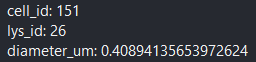 cell_id: 151
lys_id: 26
diameter_um: 0.40894135653972624